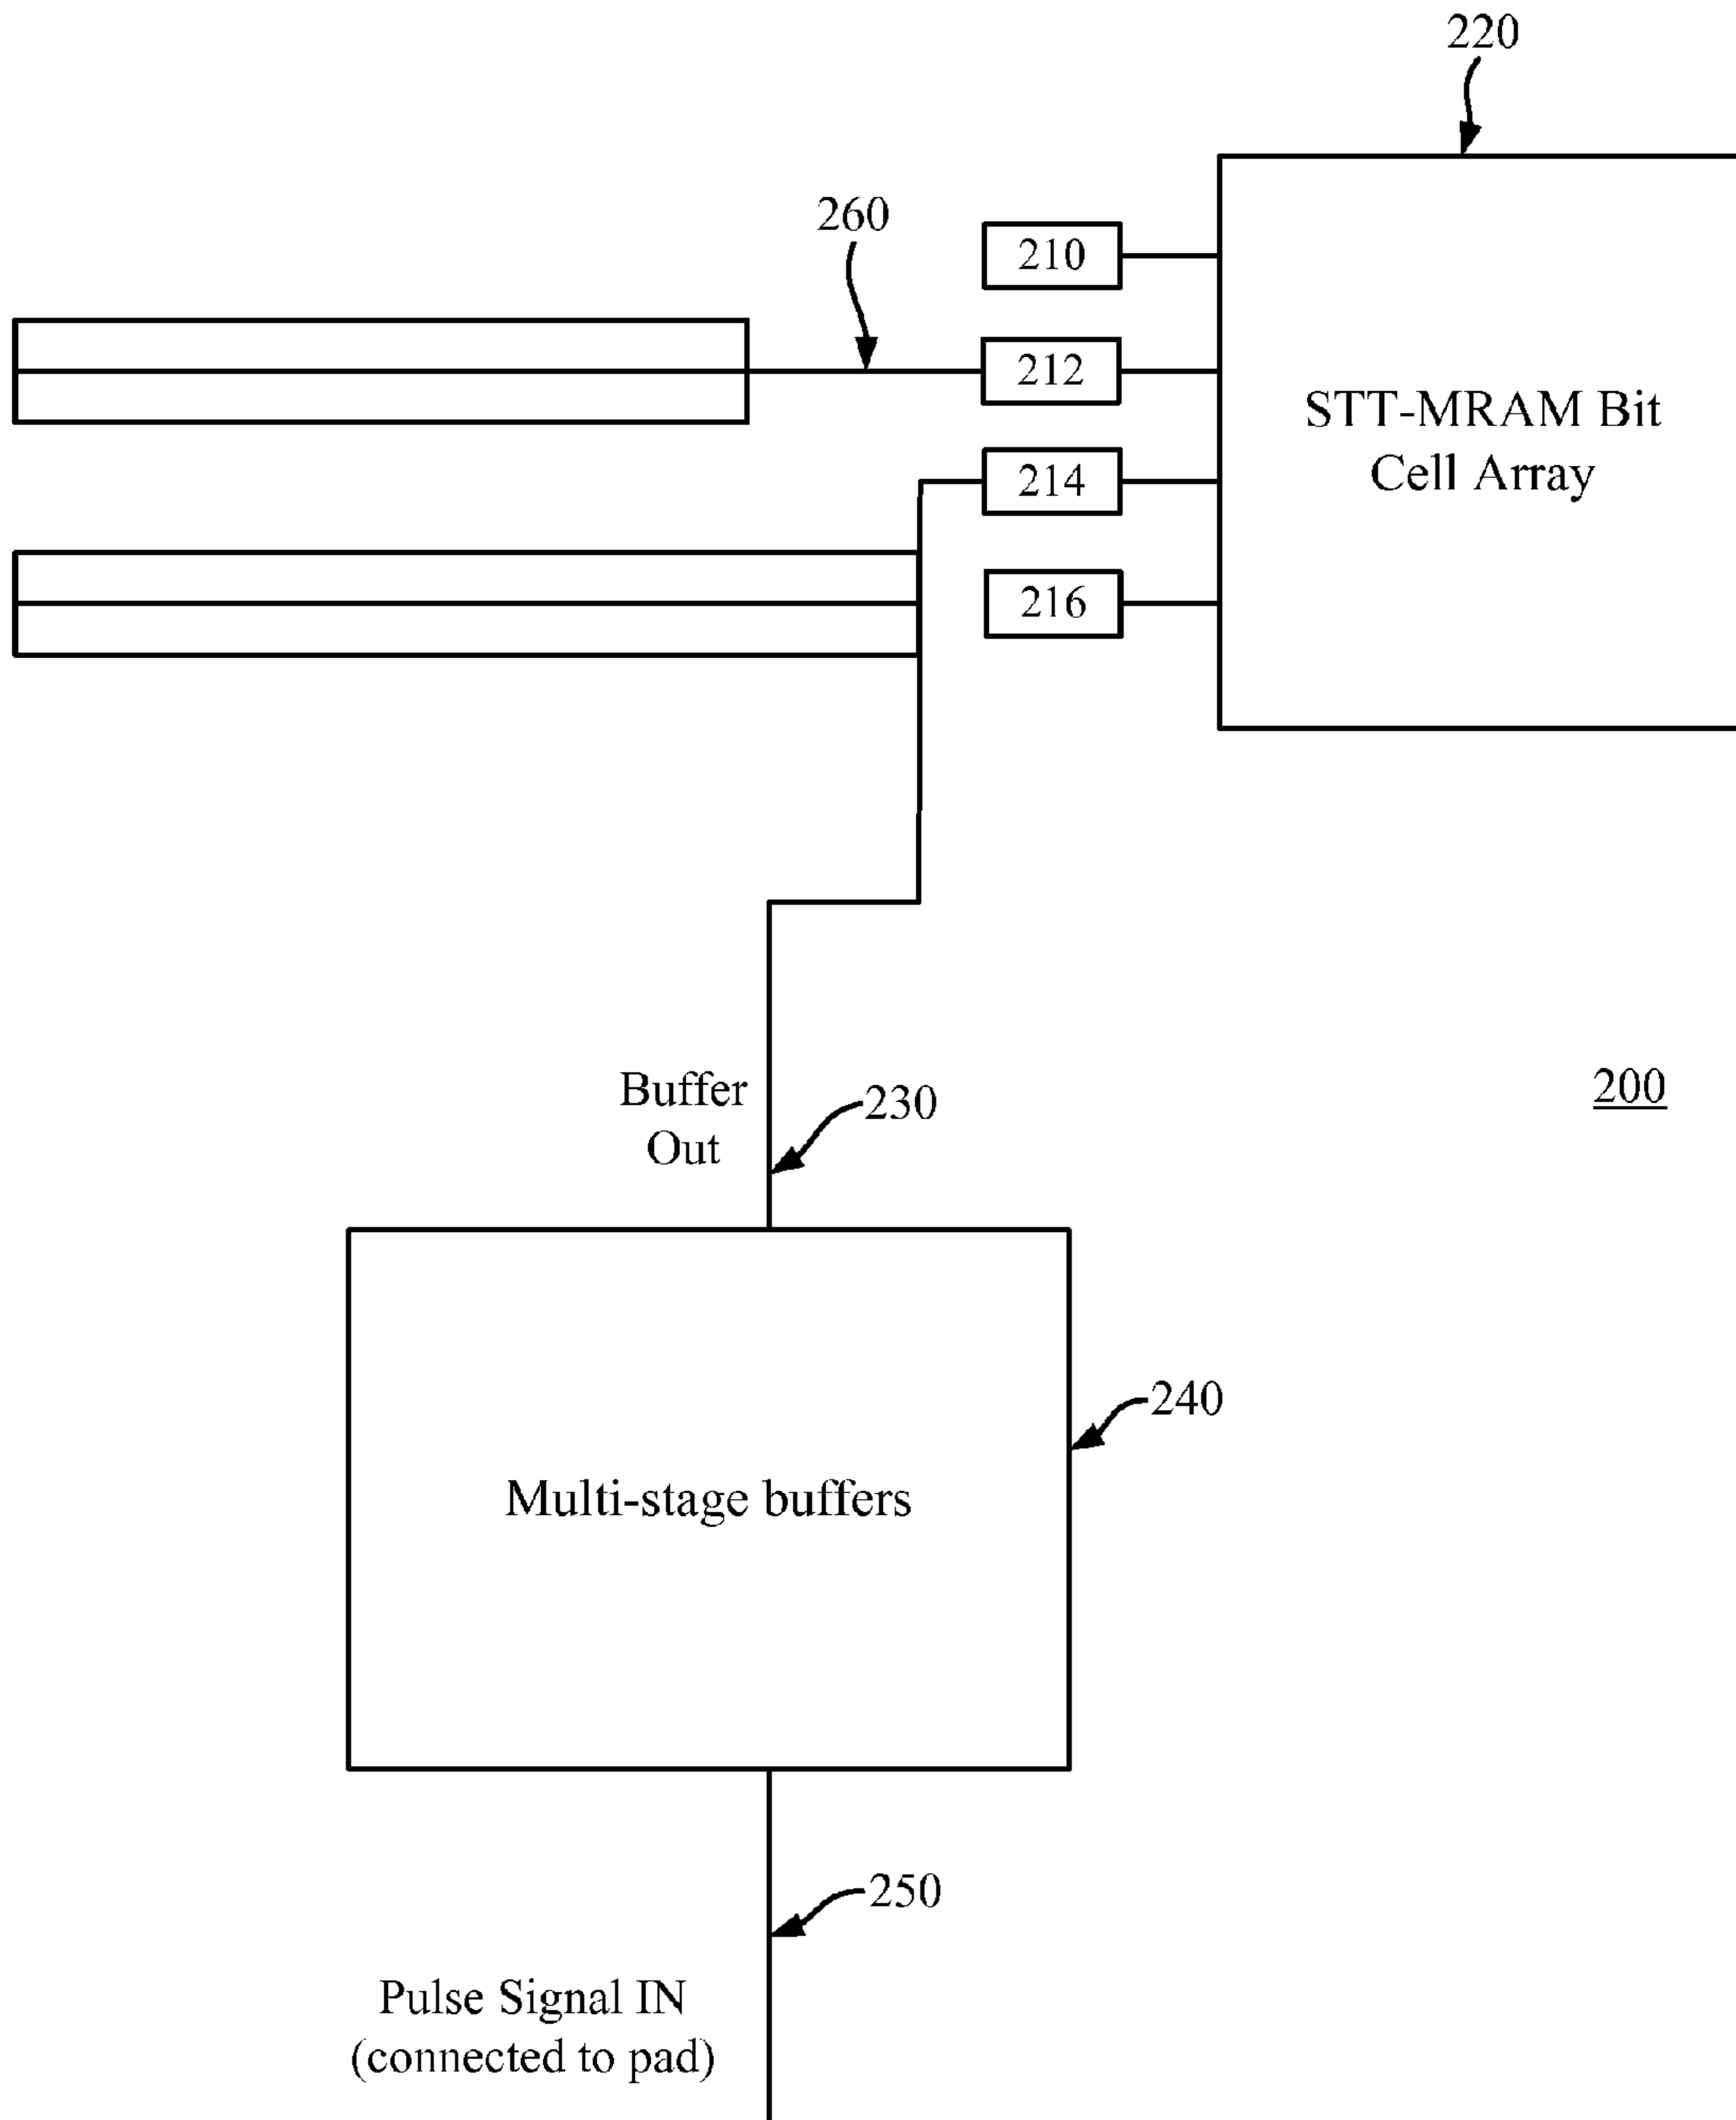 220
260
210
212
214
216
STT-MRAM Bit
Cell Array
200
Buffer
Out
230
240
Multi-stage buffers
250
Pulse Signal IN
(connected to pad)